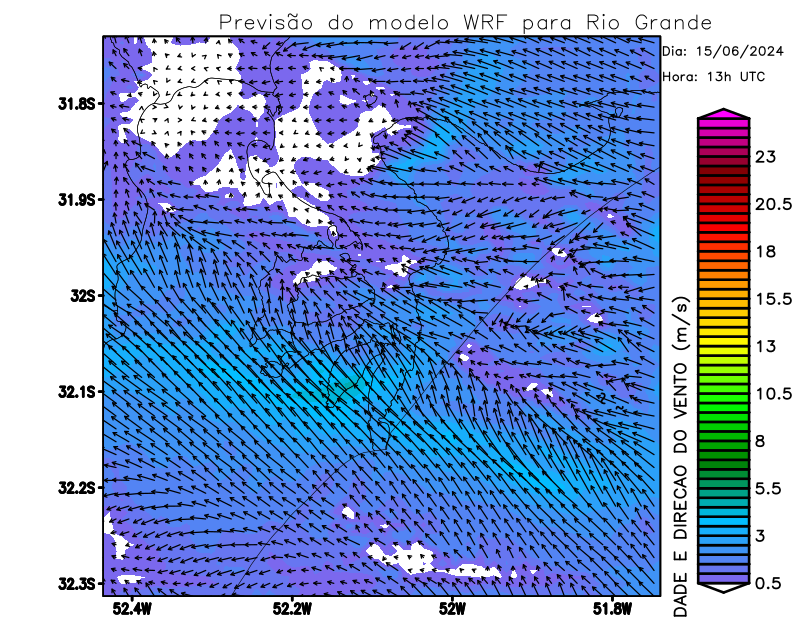 Previsão do modelo WRF para Rio Grande
Dia: 15/06/2024
Hora: 13h UTC
31.8S
31.9S
32S
32.1S
32.2S
32.3S
52.4W
52.2W
52W
51.8W
23
20.5
18
15.5
13
10.5
8
5.5
3
0.5
DADE E DIRECAO DO VENTO (m/s)